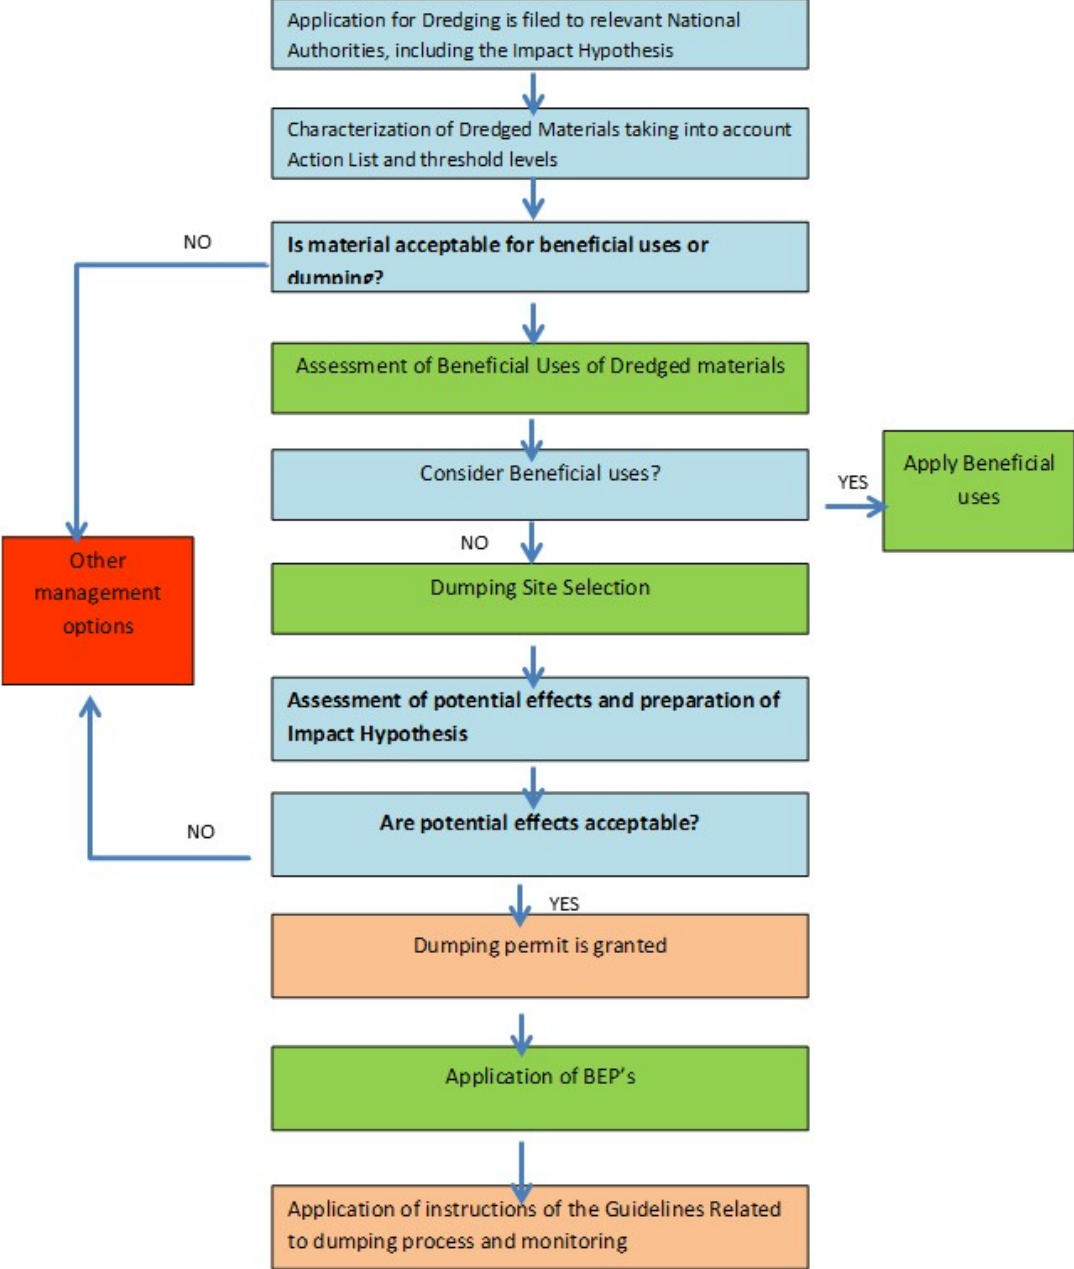 Application for Dredging is filed to relevant National
Authorities, including the Impact Hypothesis
Characterization of Dredged Materials taking into account
Action List and threshold levels
NO
Is material acceptable for beneficial uses or
dumping?
Assessment of Beneficial Uses of Dredged materials
Consider Beneficial uses?
YES
Apply Beneficial
uses
NO
Other
management
options
Dumping Site Selection
Assessment of potential effects and preparation of
Impact Hypothesis
Are potential effects acceptable?
NO
YES
Dumping permit is granted
Application of BEP's
Application of instructions of the Guidelines Related
to dumping process and monitoring